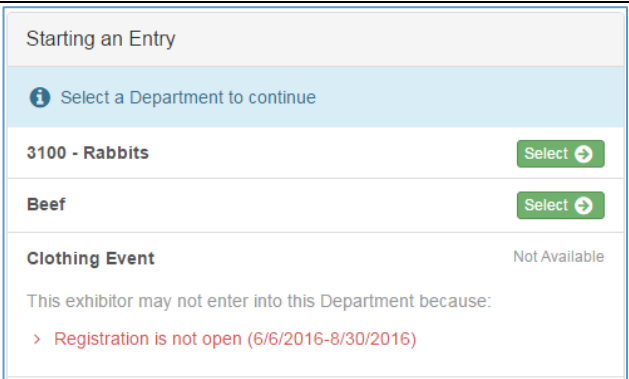 Starting an Entry
Select a Department to continue
3100 - Rabbits Select
Beef Select
Clothing Event Not Available
This exhibitor may not enter into this Department because:
> Registration is not open (6/6/2016-8/30/2016)